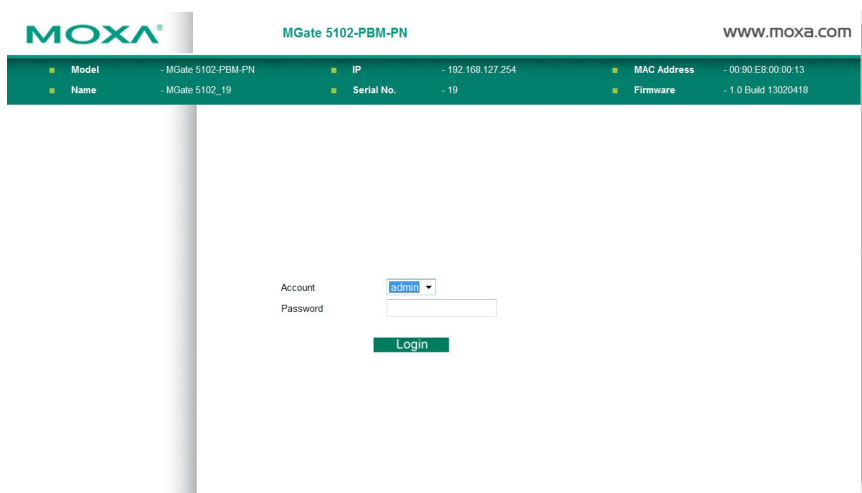 MOXA® MGate 5102-PBM-PN www.moxa.com
Model - MGate 5102-PBM-PN IP - 192.168.127.254 MAC Address - 00:90:E8:00:00:13
Name - MGate 5102_19 Serial No. - 19 Firmware - 1.0 Build 13020418
Account admin
Password
Login